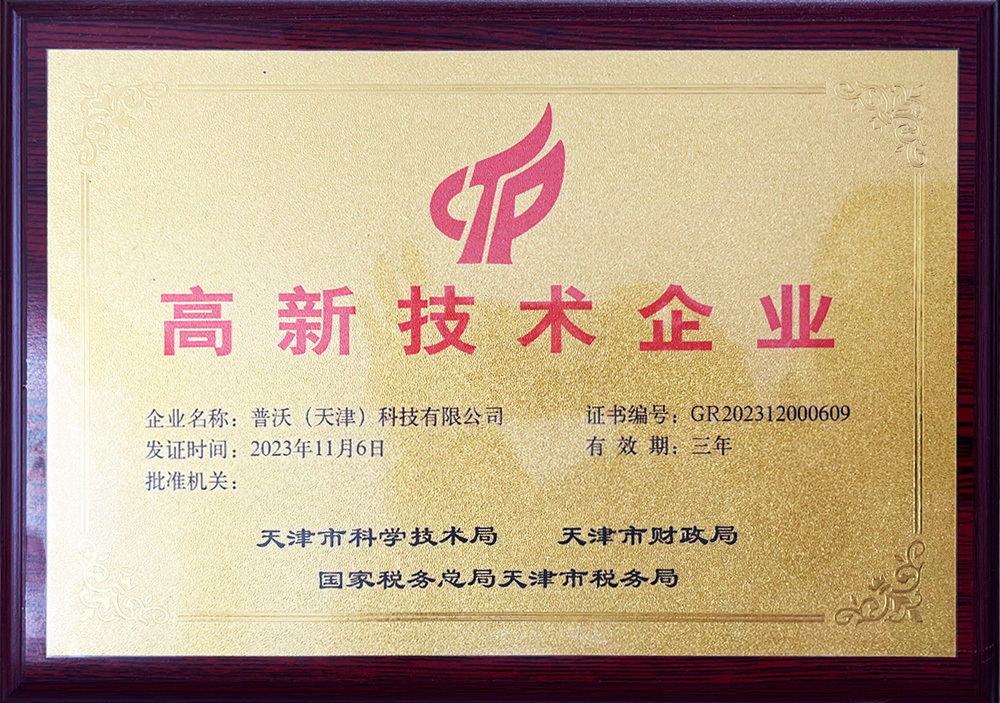 高新技术企业
企业名称：普沃（天津）科技有限公司 证书编号：GR202312000609
发证时间：2023年11月6日 有 效 期：三年
批准机关：
天津市科学技术局 天津市财政局
国家税务总局天津市税务局